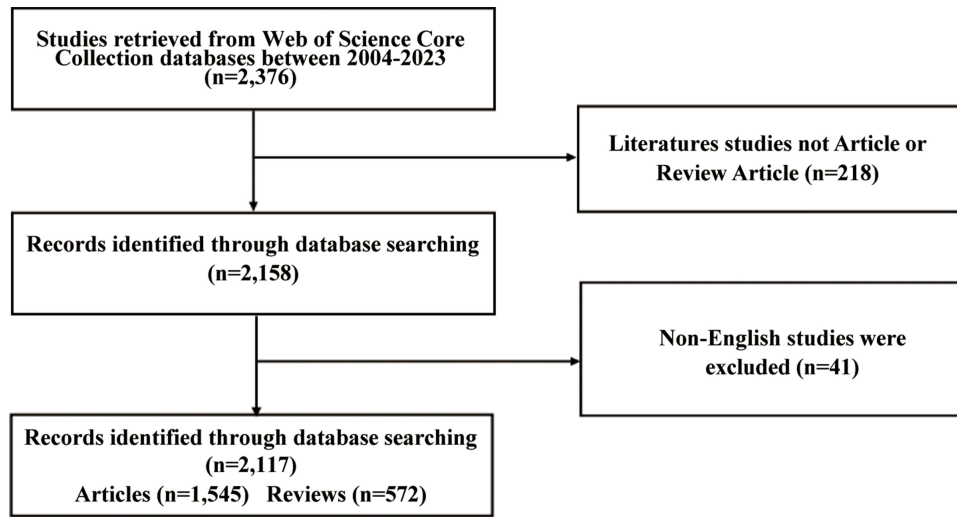 Studies retrieved from Web of Science Core
Collection databases between 2004-2023
(n=2,376)
Literatures studies not Article or
Review Article (n=218)
Records identified through database searching
(n=2,158)
Non-English studies were
excluded (n=41)
Records identified through database searching
(n=2,117)
Articles (n=1,545) Reviews (n=572)